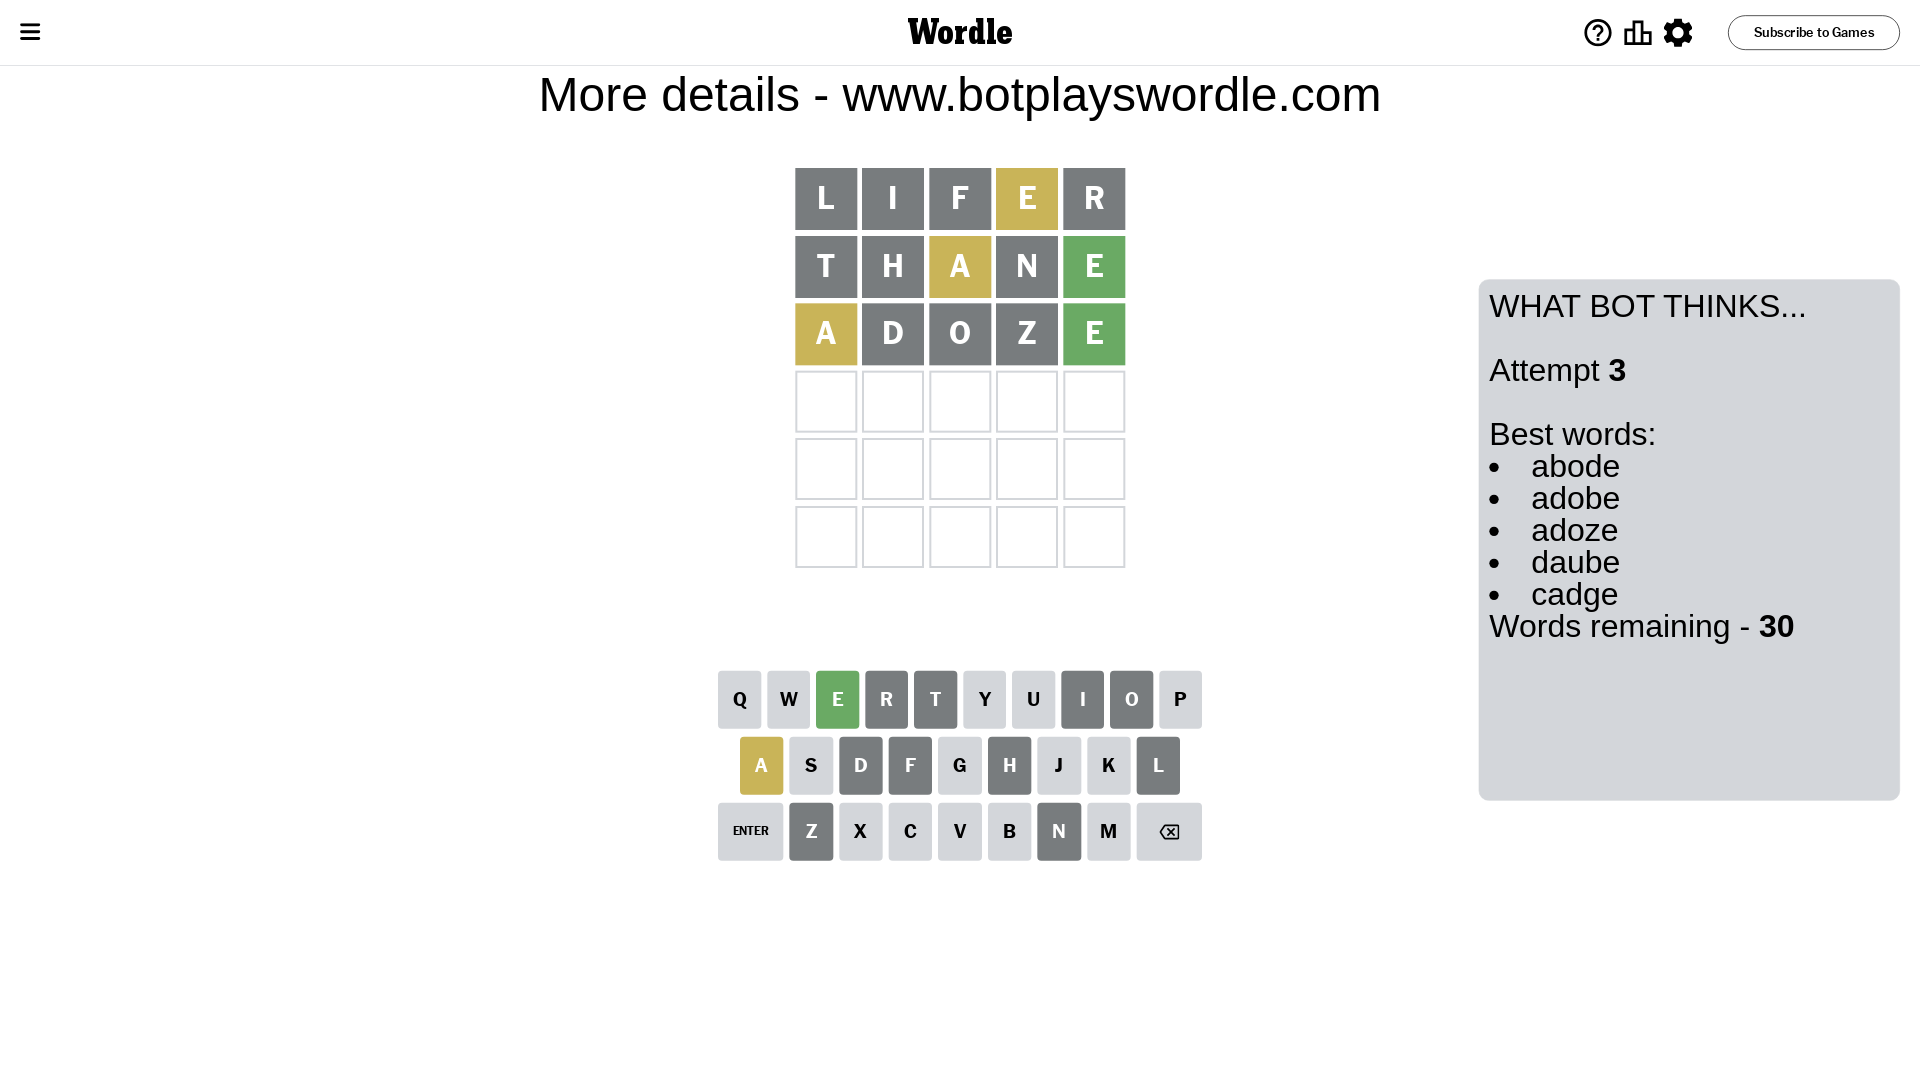 Wordle
Subscribe to Games
More details - www.botplayswordle.com
L I F E R
T H A N E
A D O Z E
WHAT BOT THINKS...
Attempt 3
Best words:
• abode
• adobe
• adoze
• daube
• cadge
Words remaining - 30
Q W E R T Y U I O P
A S D F G H J K L
ENTER Z X C V B N M